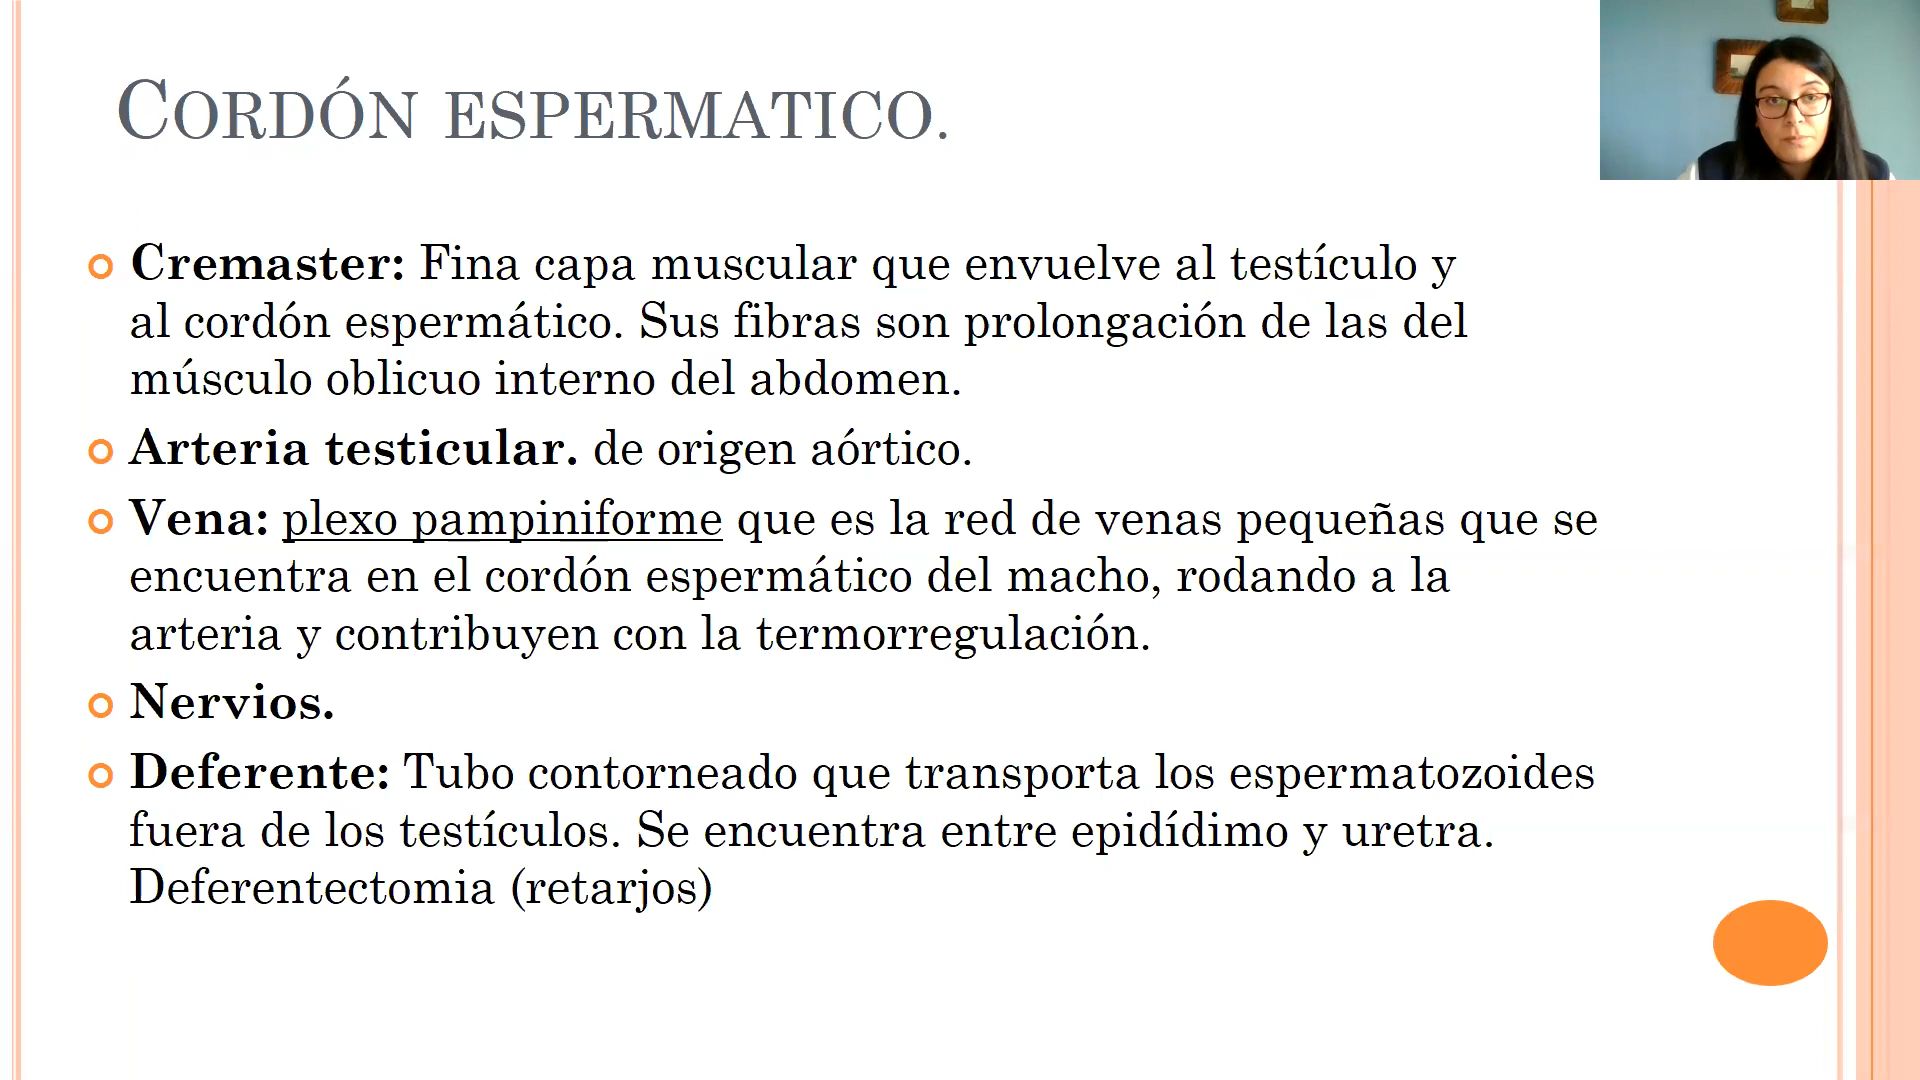 CORDÓN ESPERMATICO.
Cremaster: Fina capa muscular que envuelve al testículo y
al cordón espermático. Sus fibras son prolongación de las del
músculo oblicuo interno del abdomen.
Arteria testicular. de origen aórtico.
Vena: plexo pampiniforme que es la red de venas pequeñas que se
encuentra en el cordón espermático del macho, rodando a la
arteria y contribuyen con la termorregulación.
Nervios.
Deferente: Tubo contorneado que transporta los espermatozoides
fuera de los testículos. Se encuentra entre epidídimo y uretra.
Deferentectomia (retarjos)